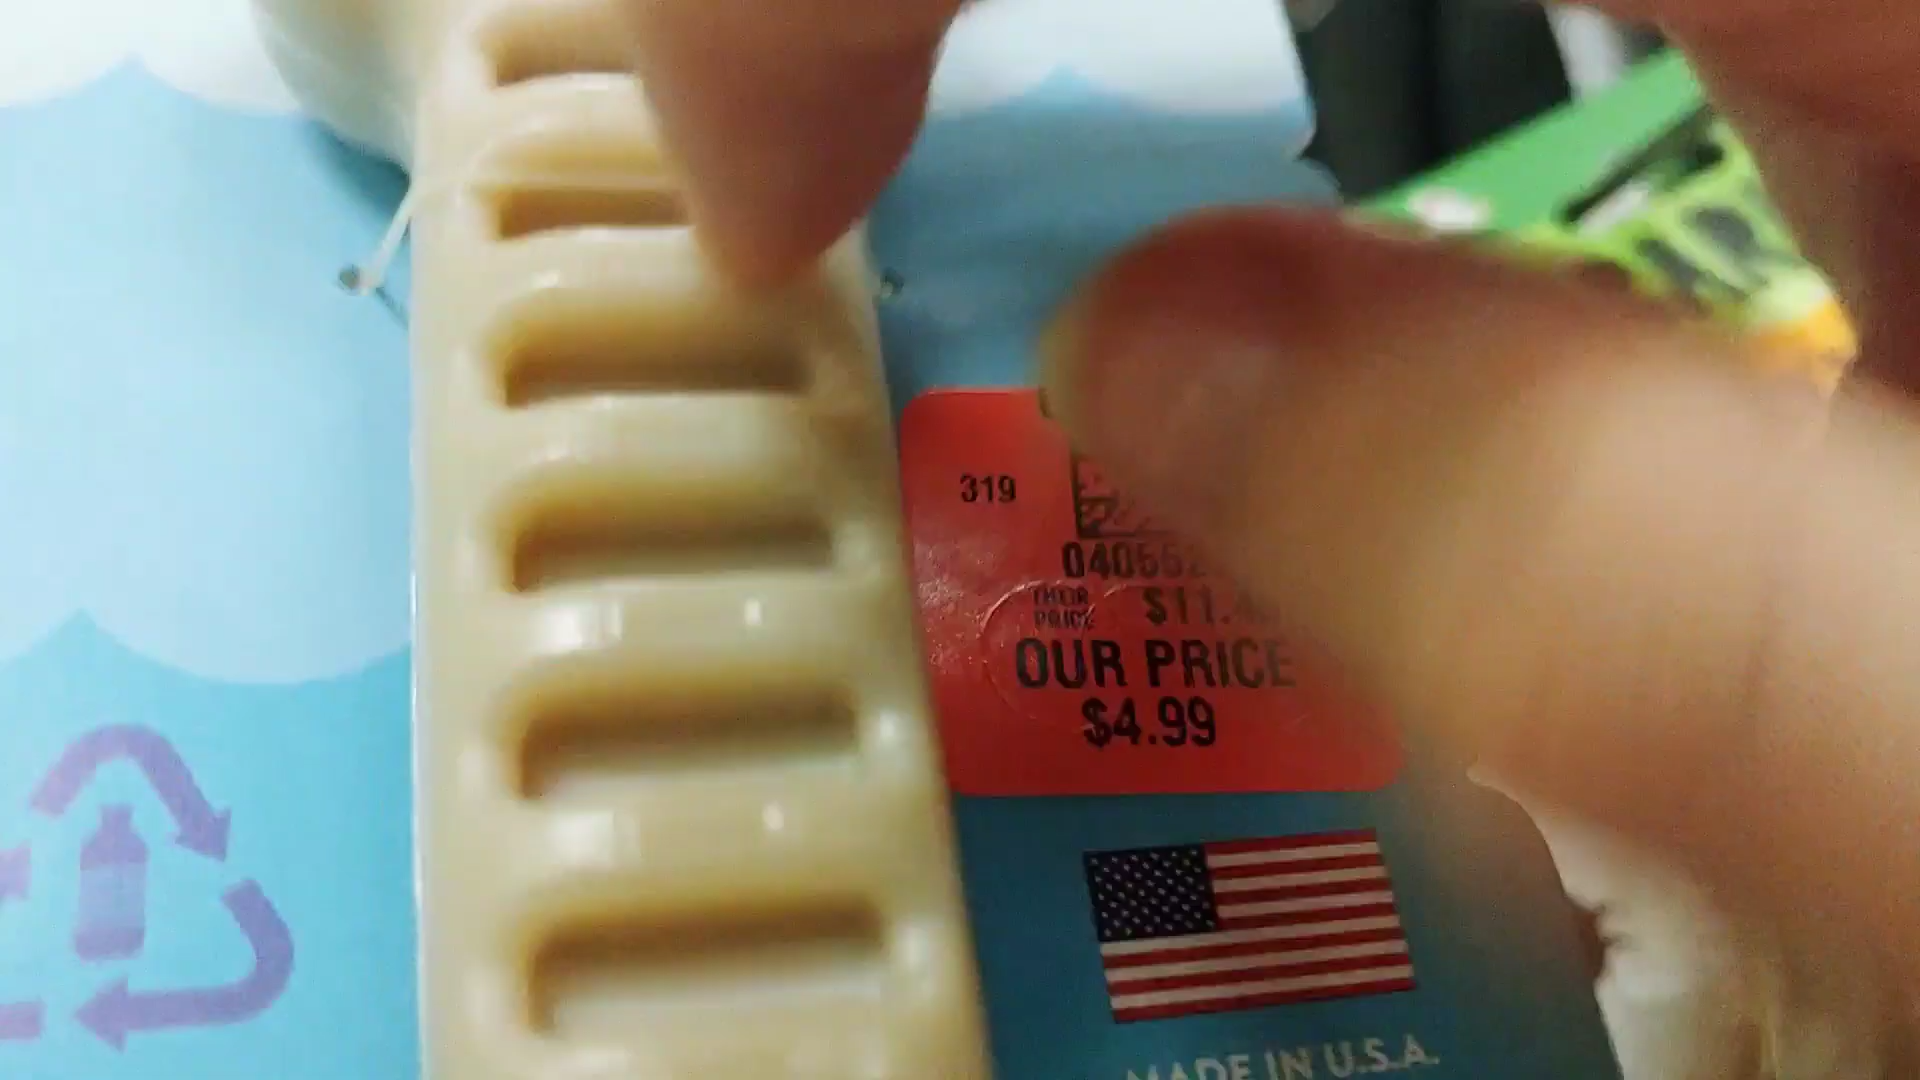 319
THEIR
PRICE
OUR PRICE
$4.99
MADE IN U.S.A.